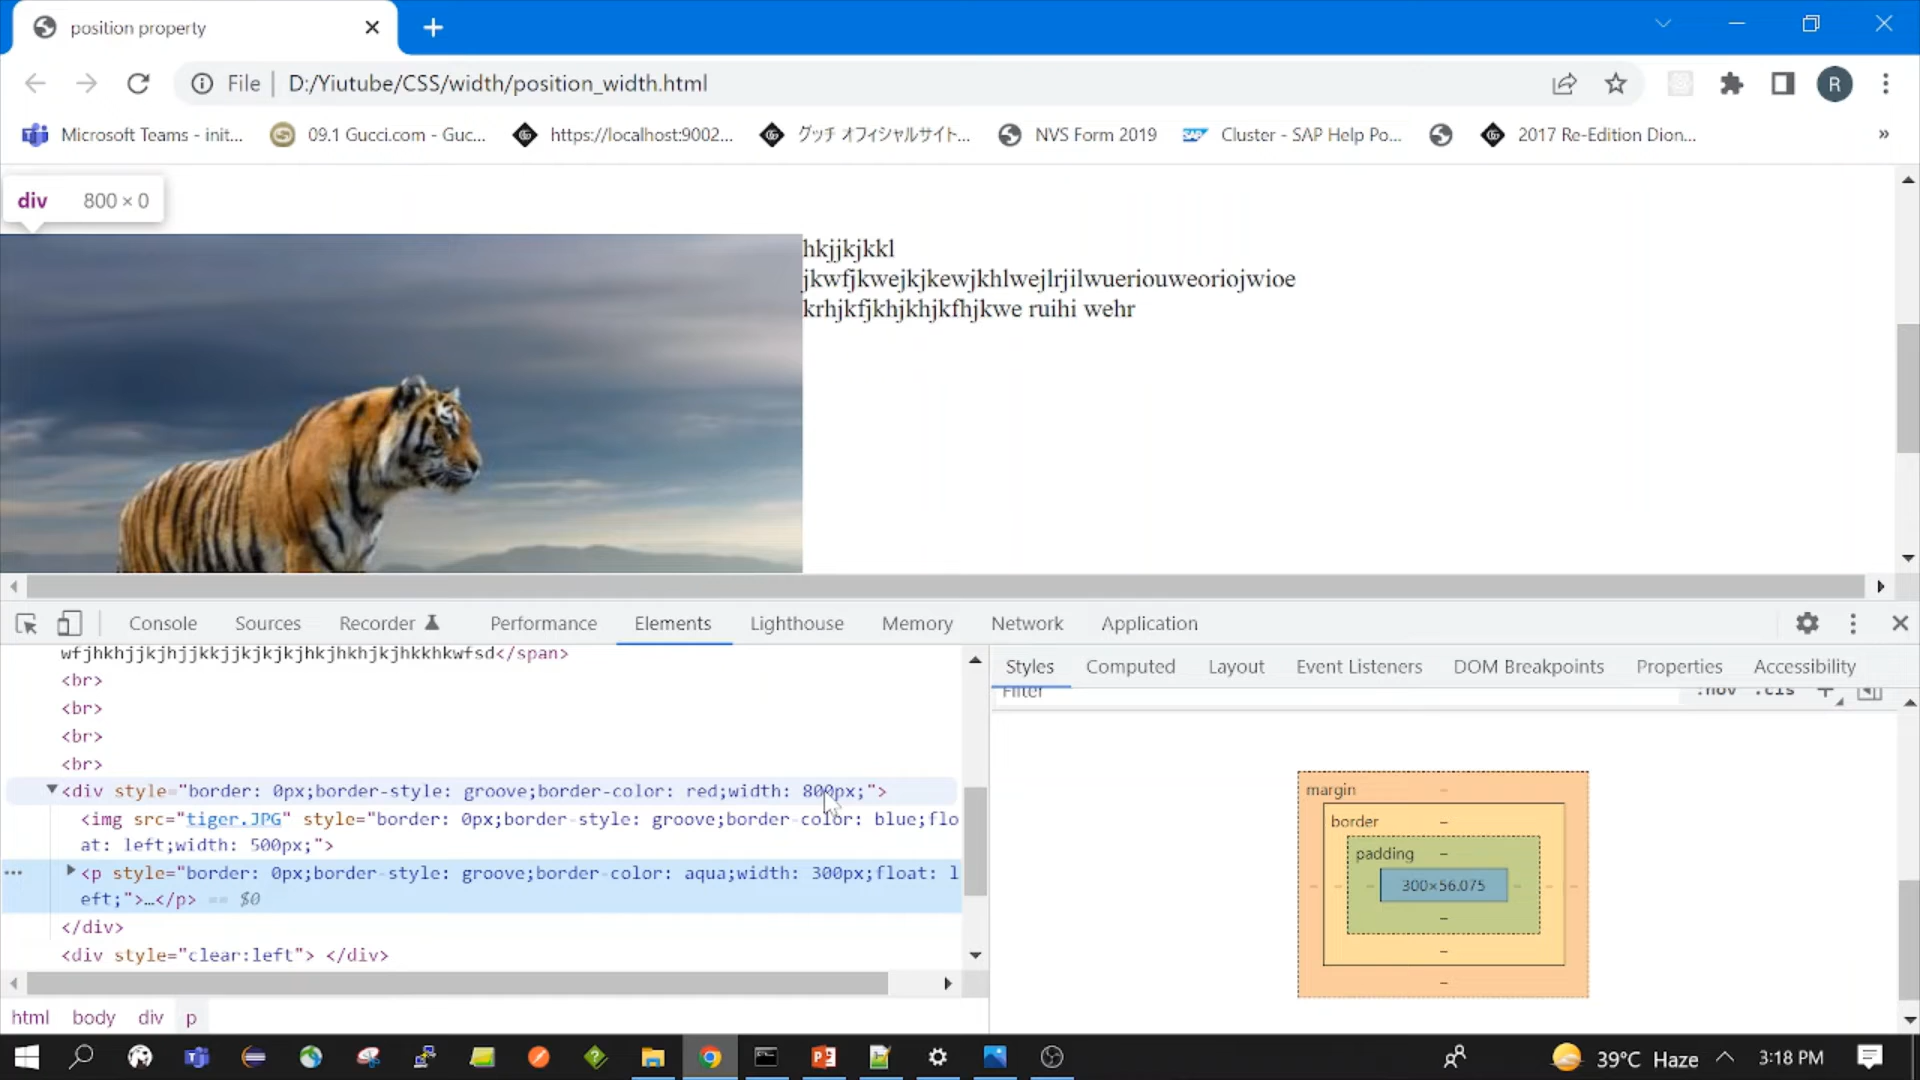 position property
File
D:/Yiutube/CSS/width/position_width.html
R
Microsoft Teams - init...
09.1 Gucci.com - Guc...
https://localhost:9002...
グッチ オフィシャルサイト...
NVS Form 2019
SAP
Cluster - SAP Help Po...
2017 Re-Edition Dion...
»
div 800 × 0
hkjjkjkkl
jkwfjkwejkjkewjkhlwejlrjilwueriouweoriojwioe
krhjkfjkhjkhjkfhjkwe ruihi wehr
Console Sources Recorder Performance Elements Lighthouse Memory Network Application
wfjhkhjjkjhjjkkjjkjkjkjhkjhkhjkjhkkhkwfsd</span>
<br>
<br>
<br>
<br>
<div style="border: 0px;border-style: groove;border-color: red;width: 800px;">
<img src="tiger.JPG" style="border: 0px;border-style: groove;border-color: blue;flo
at: left;width: 500px;">
<p style="border: 0px;border-style: groove;border-color: aqua;width: 300px;float: l
eft;">…</p> == $0
</div>
<div style="clear:left"> </div>
html body div p
Styles Computed Layout Event Listeners DOM Breakpoints Properties Accessibility
Filter :hov .cls +
margin -
border -
padding -
- - - 300×56.075 - - -
-
-
-
39°C Haze
3:18 PM